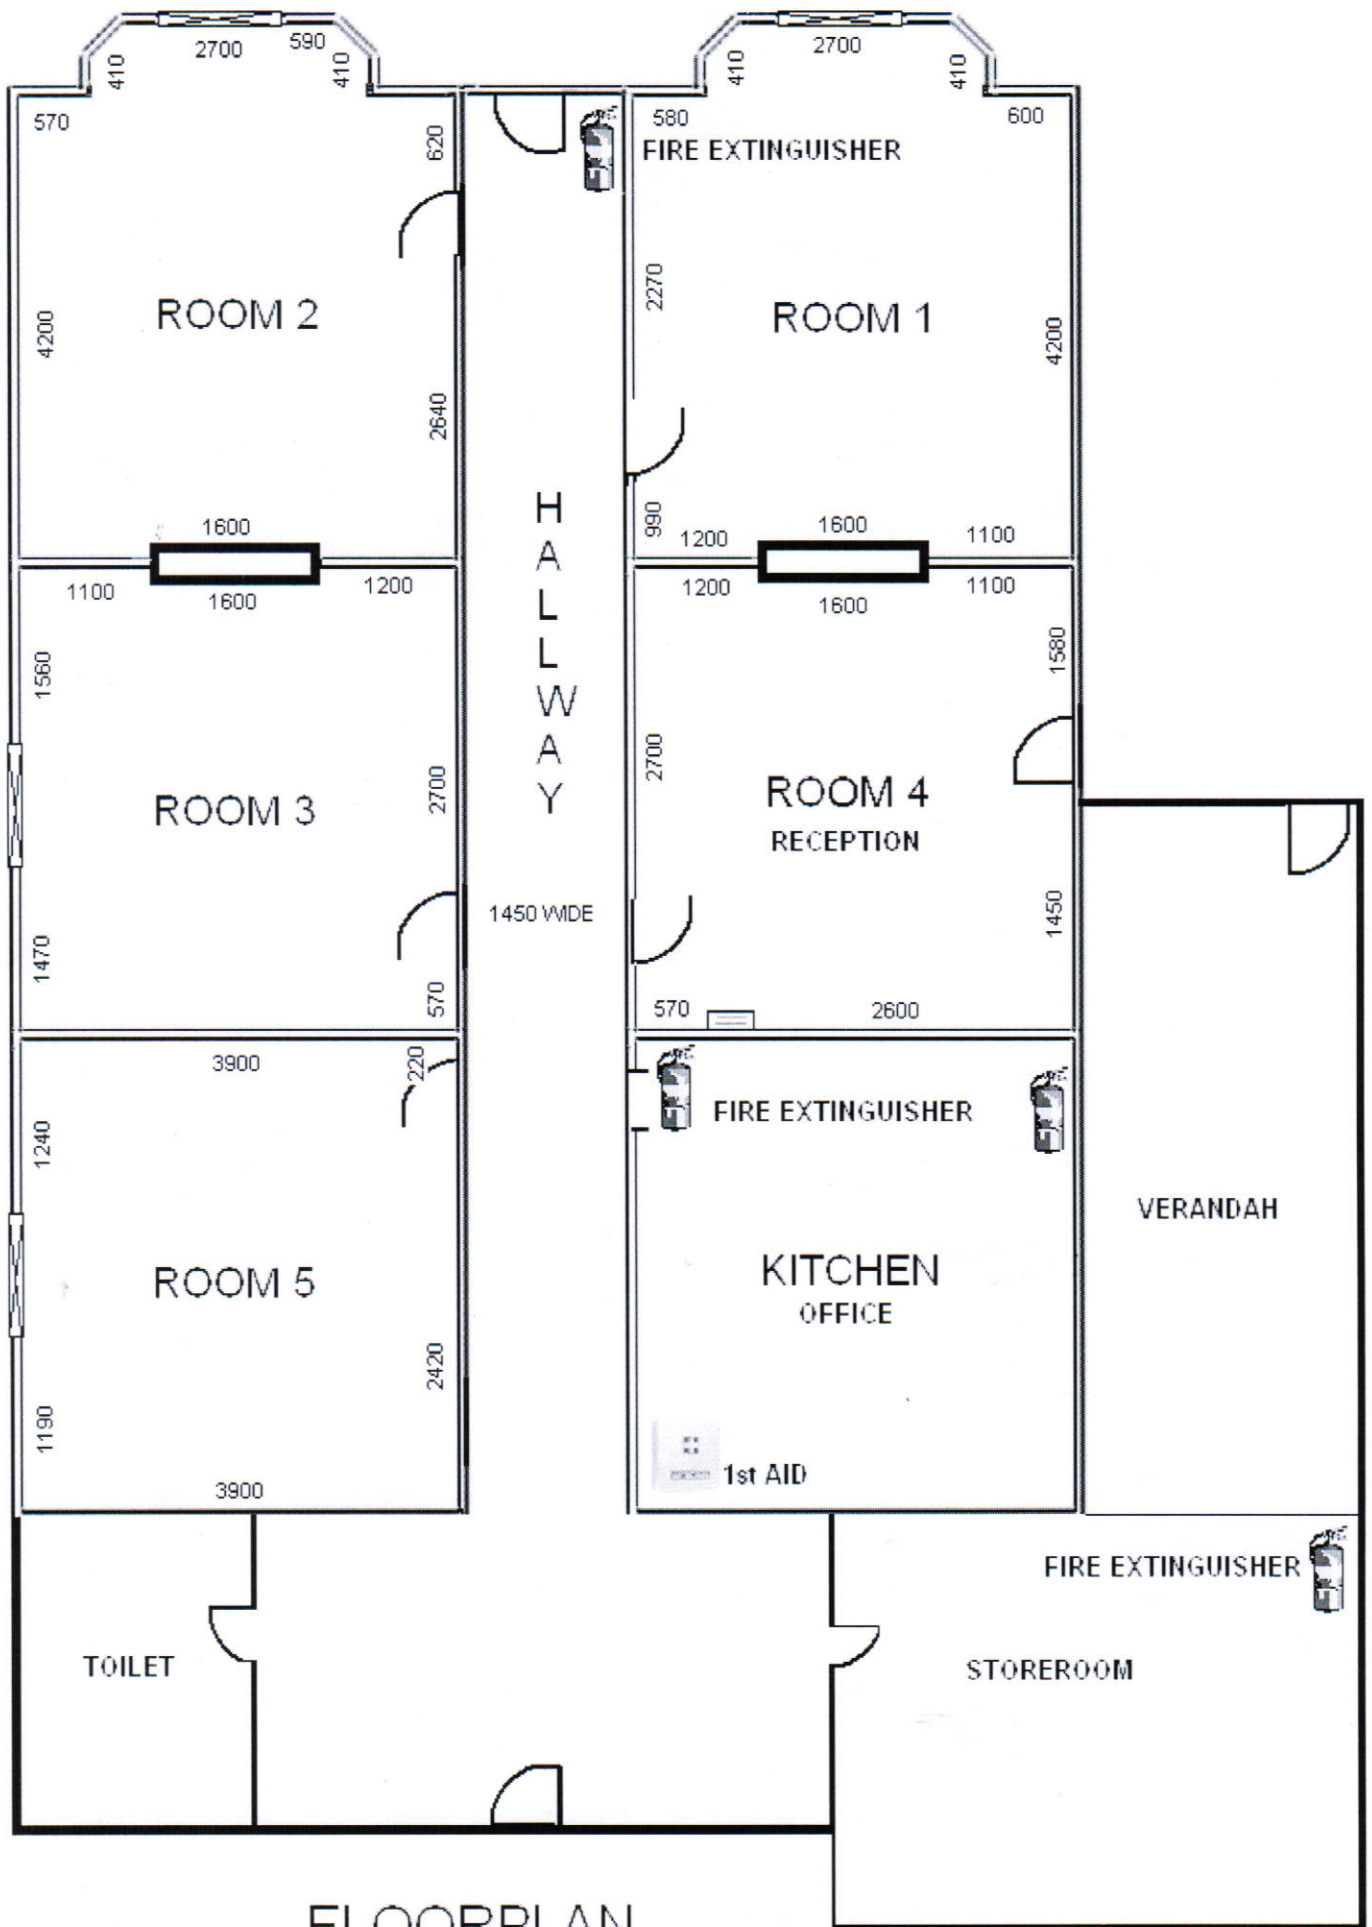 2700
590
410
410
570
620
4200
ROOM 2
2640
1600
2700
410
410
580
600
FIRE EXTINGUISHER
2270
ROOM 1
4200
990
1200
1600
1100
H
A
L
L
W
A
Y
1450 WIDE
1100
1600
1200
1560
ROOM 3
2700
1470
570
1200
1600
1100
1580
2700
ROOM 4
RECEPTION
1450
570
2600
3900
220
1240
ROOM 5
2420
1190
3900
FIRE EXTINGUISHER
KITCHEN
OFFICE
1st AID
VERANDAH
FIRE EXTINGUISHER
TOILET
STOREROOM
FLOORPLAN